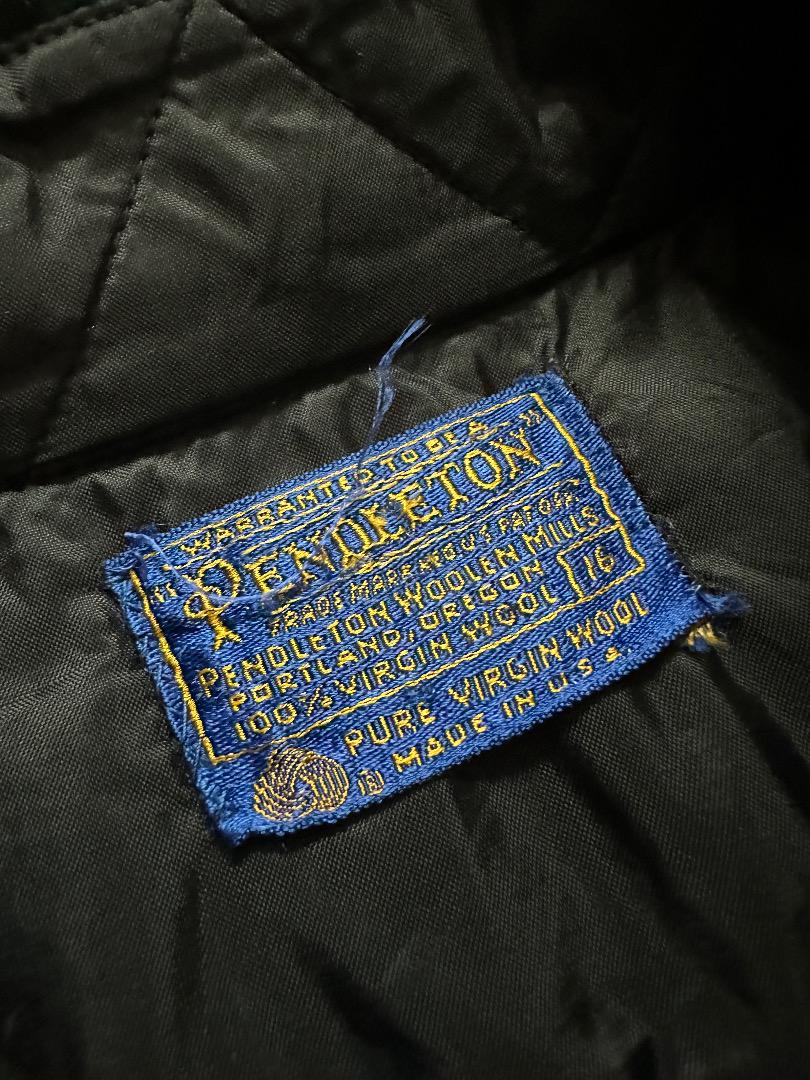 WARRANTED TO BE A
"PENDLETON"
TRADE MARK REG U.S. PAT. OFF.
PENDLETON WOOLEN MILLS
PORTLAND, OREGON
100% VIRGIN WOOL 16
PURE VIRGIN WOOL
MADE IN U.S.A.